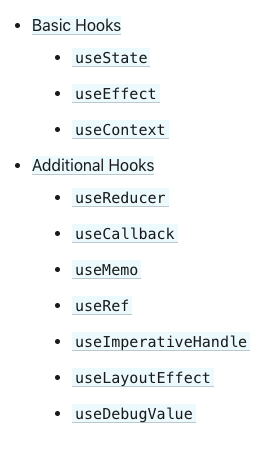 Basic Hooks
useState
useEffect
useContext
Additional Hooks
useReducer
useCallback
useMemo
useRef
useImperativeHandle
useLayoutEffect
useDebugValue